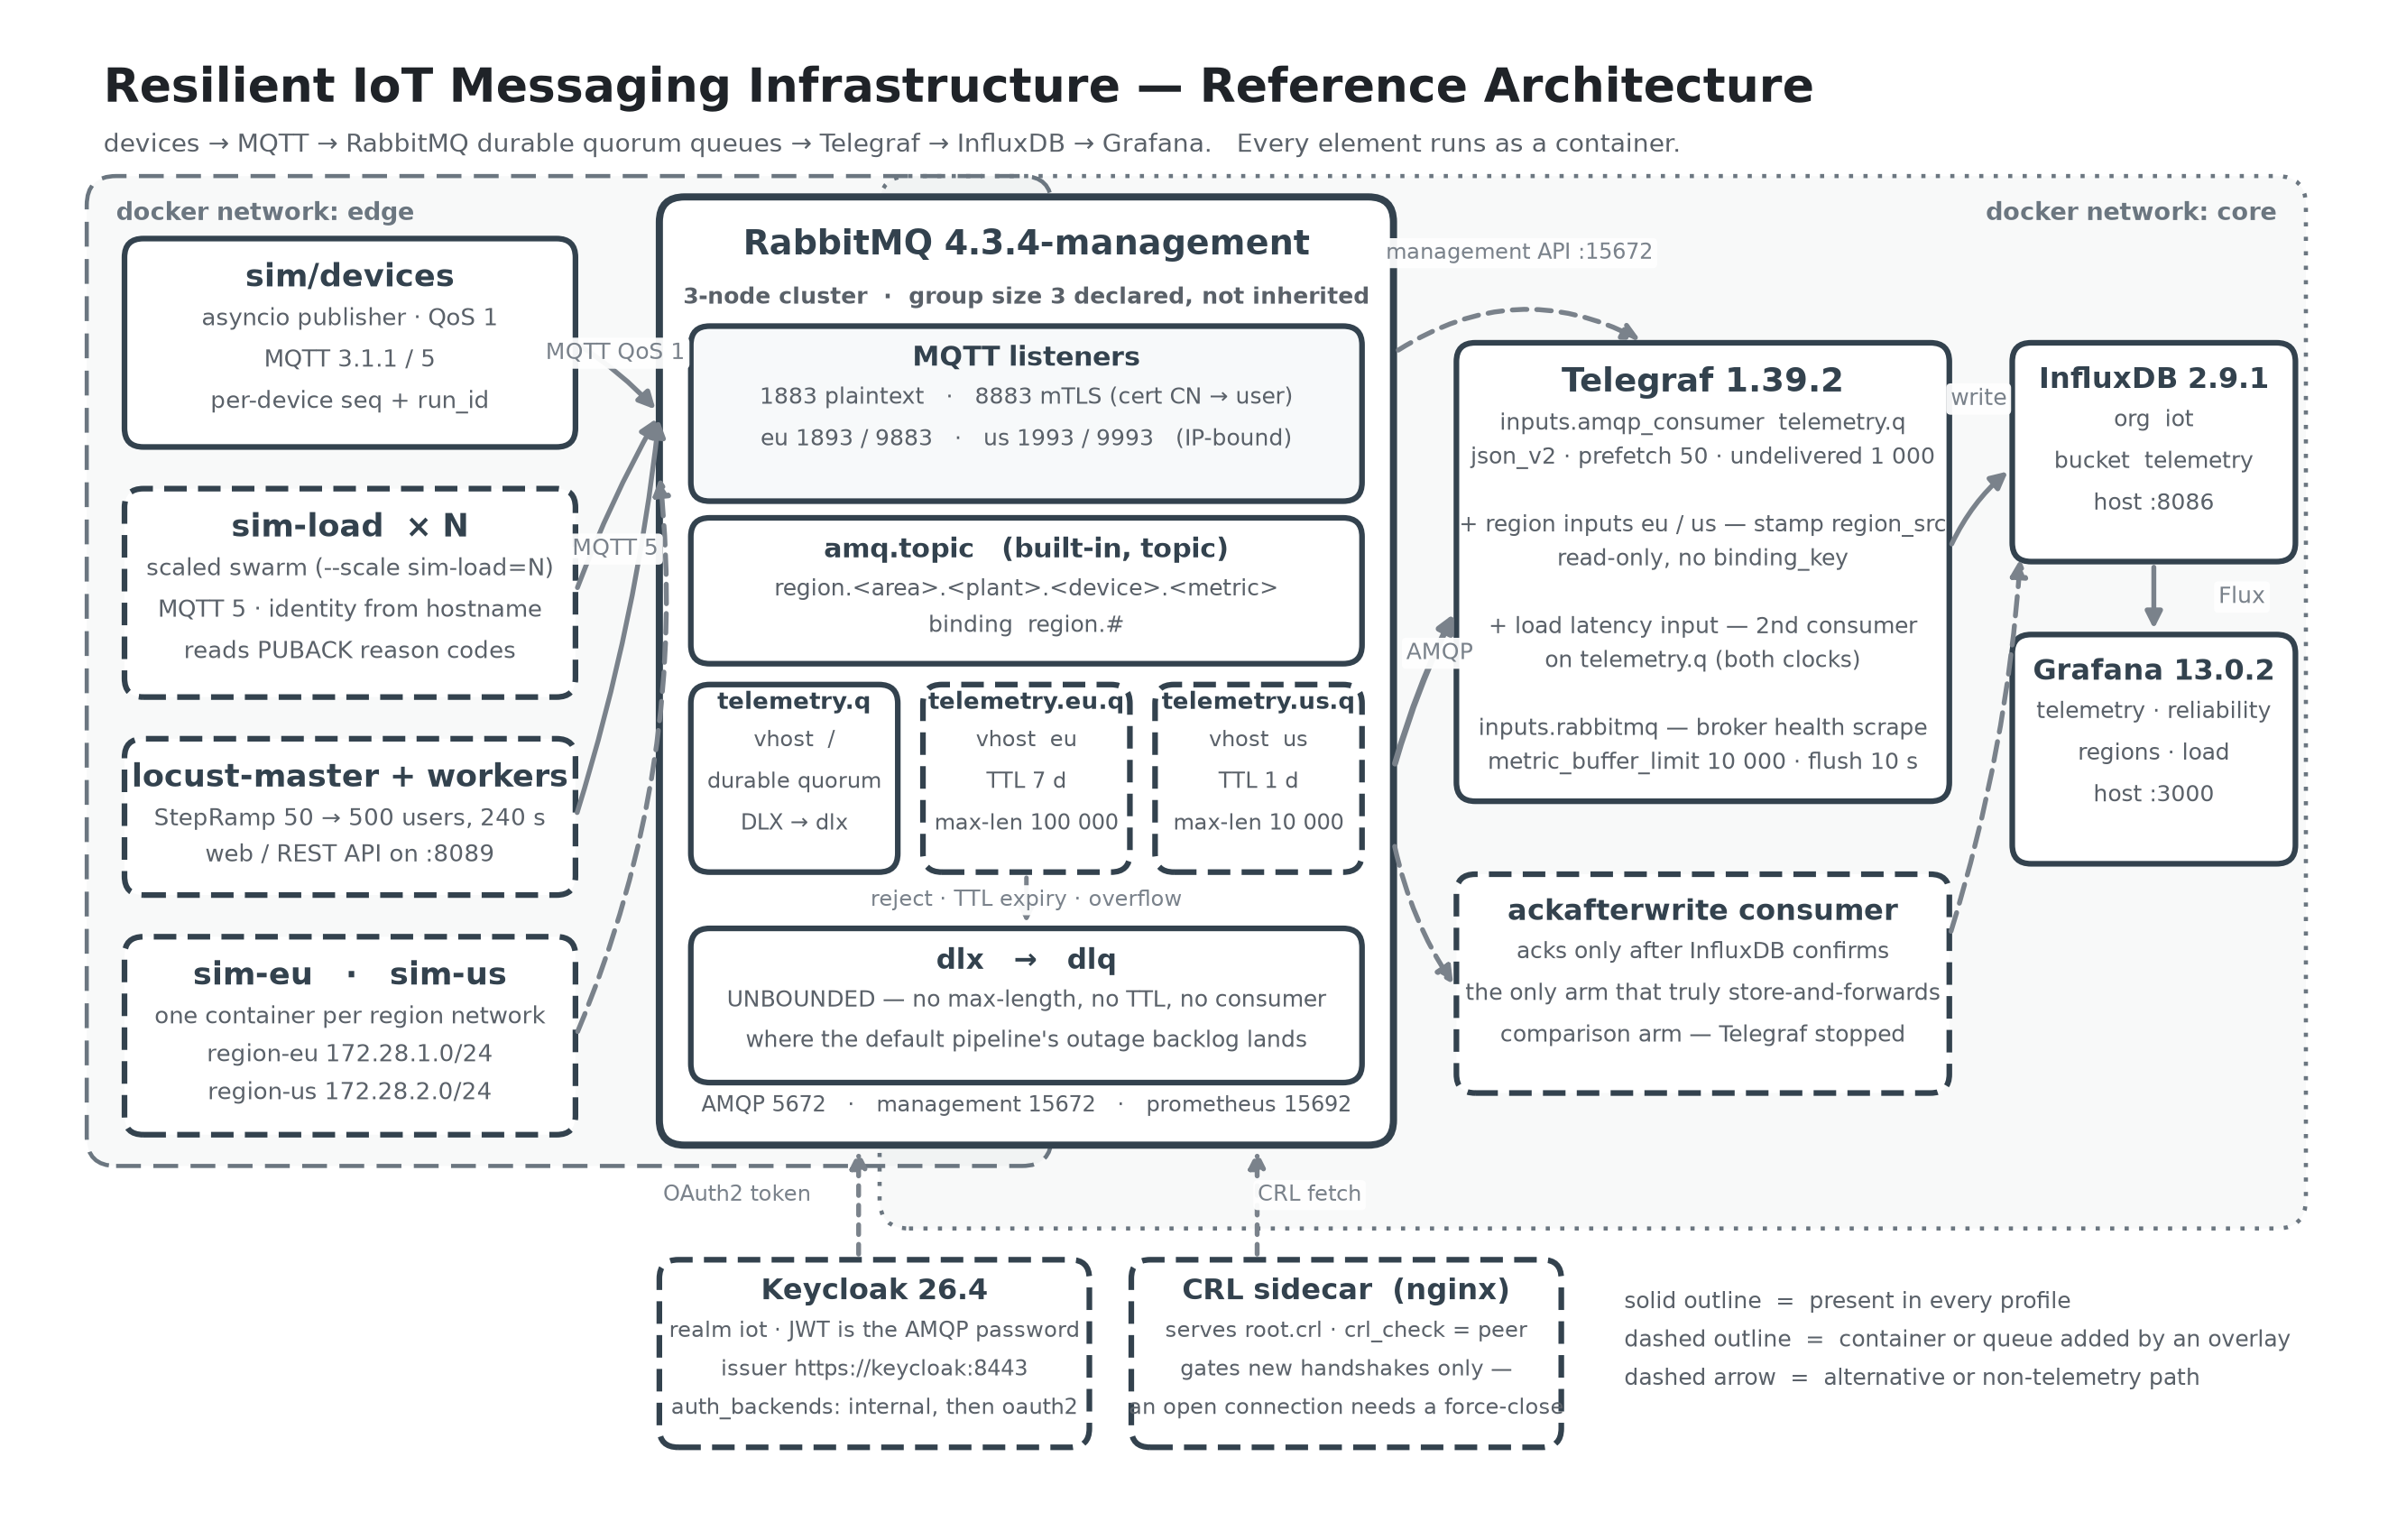 Resilient IoT Messaging Infrastructure — Reference Architecture
devices → MQTT → RabbitMQ durable quorum queues → Telegraf → InfluxDB → Grafana.   Every element runs as a container.
docker network: edge
docker network: core
sim/devices
asyncio publisher · QoS 1
MQTT 3.1.1 / 5
per-device seq + run_id
sim-load × N
scaled swarm (--scale sim-load=N)
MQTT 5 · identity from hostname
reads PUBACK reason codes
locust-master + workers
StepRamp 50 → 500 users, 240 s
web / REST API on :8089
sim-eu · sim-us
one container per region network
region-eu 172.28.1.0/24
region-us 172.28.2.0/24
MQTT QoS 1
MQTT 5
RabbitMQ 4.3.4-management
3-node cluster · group size 3 declared, not inherited
MQTT listeners
1883 plaintext · 8883 mTLS (cert CN → user)
eu 1893 / 9883 · us 1993 / 9993 (IP-bound)
amq.topic (built-in, topic)
region.<area>.<plant>.<device>.<metric>
binding region.#
telemetry.q
vhost /
durable quorum
DLX → dlx
telemetry.eu.q
vhost eu
TTL 7 d
max-len 100 000
telemetry.us.q
vhost us
TTL 1 d
max-len 10 000
reject · TTL expiry · overflow
dlx → dlq
UNBOUNDED — no max-length, no TTL, no consumer
where the default pipeline's outage backlog lands
AMQP 5672 · management 15672 · prometheus 15692
management API :15672
AMQP
Telegraf 1.39.2
inputs.amqp_consumer telemetry.q
json_v2 · prefetch 50 · undelivered 1 000
+ region inputs eu / us — stamp region_src
read-only, no binding_key
+ load latency input — 2nd consumer
on telemetry.q (both clocks)
inputs.rabbitmq — broker health scrape
metric_buffer_limit 10 000 · flush 10 s
ackafterwrite consumer
acks only after InfluxDB confirms
the only arm that truly store-and-forwards
comparison arm — Telegraf stopped
write
InfluxDB 2.9.1
org iot
bucket telemetry
host :8086
Flux
Grafana 13.0.2
telemetry · reliability
regions · load
host :3000
OAuth2 token
CRL fetch
Keycloak 26.4
realm iot · JWT is the AMQP password
issuer https://keycloak:8443
auth_backends: internal, then oauth2
CRL sidecar (nginx)
serves root.crl · crl_check = peer
gates new handshakes only —
an open connection needs a force-close
solid outline = present in every profile
dashed outline = container or queue added by an overlay
dashed arrow = alternative or non-telemetry path